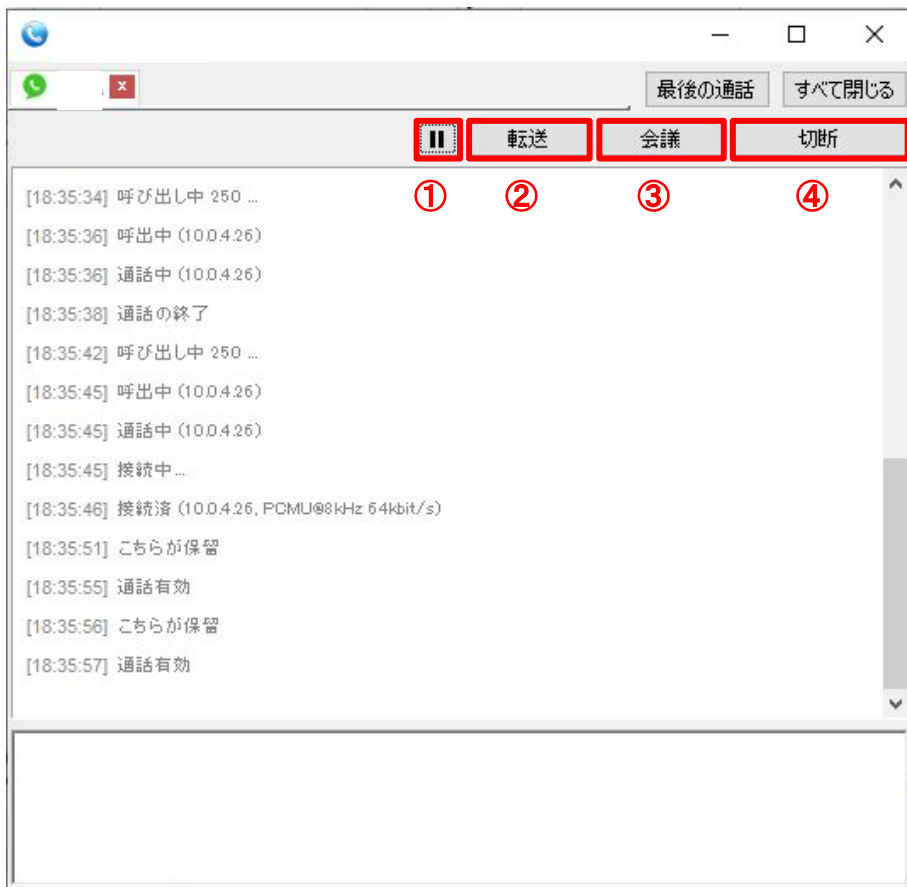 x 最後の通話 すべて閉じる
転送 会議 切断
① ② ③ ④
[18:35:34] 呼び出し中 250 ...
[18:35:36] 呼出中 (10.0.4.26)
[18:35:36] 通話中 (10.0.4.26)
[18:35:38] 通話の終了
[18:35:42] 呼び出し中 250 ...
[18:35:45] 呼出中 (10.0.4.26)
[18:35:45] 通話中 (10.0.4.26)
[18:35:45] 接続中...
[18:35:46] 接続済 (10.0.4.26, PCMU@8kHz 64kbit/s)
[18:35:51] こちらが保留
[18:35:55] 通話有効
[18:35:56] こちらが保留
[18:35:57] 通話有効